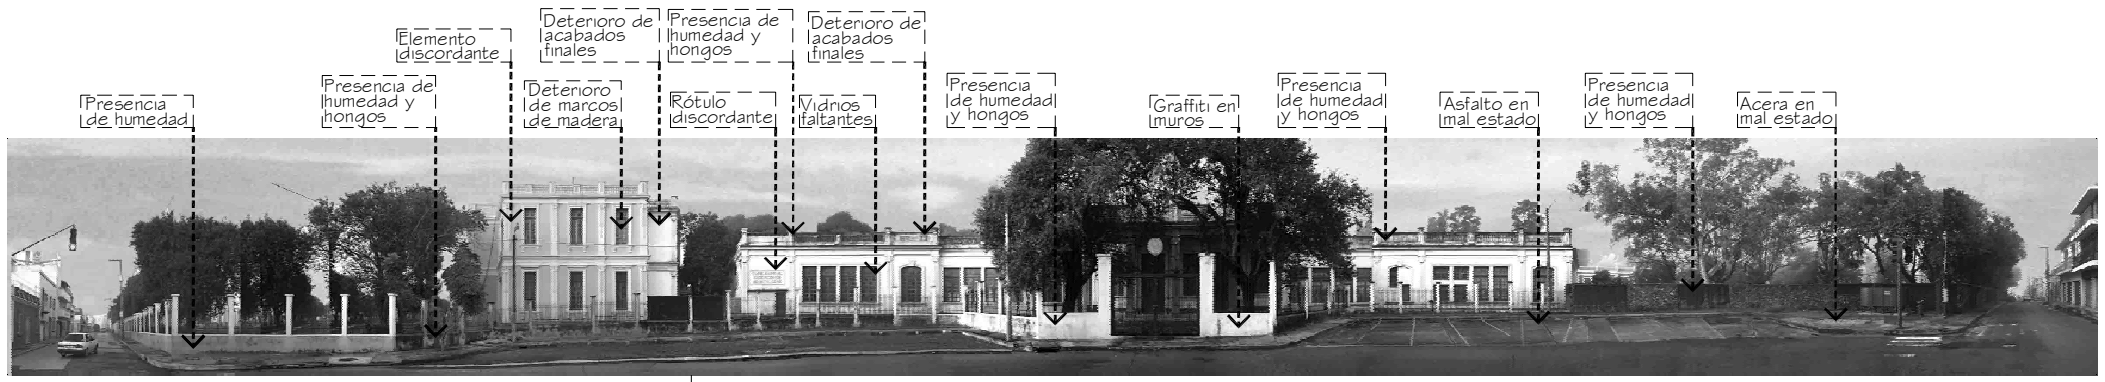 Presencia
de humedad
Presencia de
humedad y
hongos
Elemento
discordante
Deterioro
de marcos
de madera
Deterioro de
acabados
finales
Presencia de
humedad y
hongos
Rótulo
discordante
Vidrios
faltantes
Deterioro de
acabados
finales
Presencia
de humedad
y hongos
Graffiti en
muros
Presencia
de humedad
y hongos
Asfalto en
mal estado
Presencia
de humedad
y hongos
Acera en
mal estado